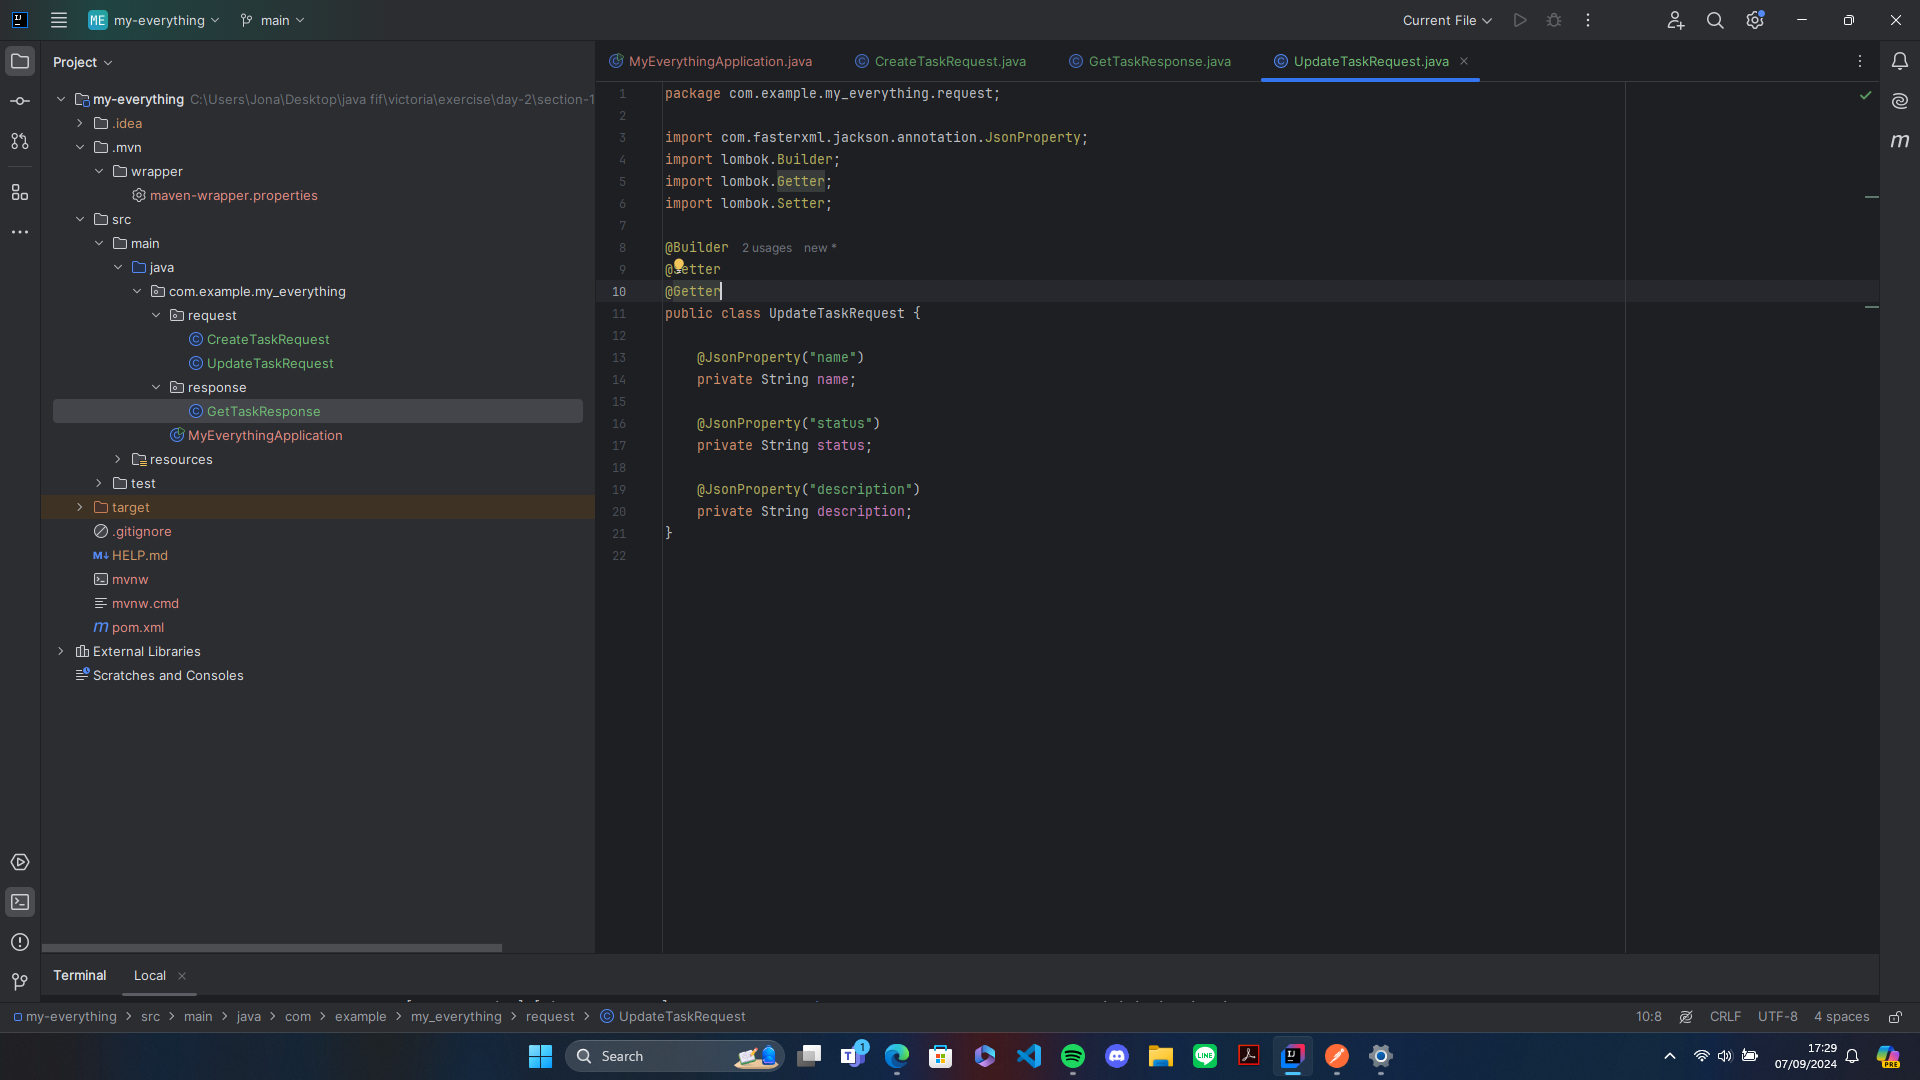 ME my-everything
main
Current File
Project
my-everything C:\Users\Jona\Desktop\java fif\victoria\exercise\day-2\section-1
.idea
.mvn
wrapper
maven-wrapper.properties
src
main
java
com.example.my_everything
request
CreateTaskRequest
UpdateTaskRequest
response
GetTaskResponse
MyEverythingApplication
resources
test
target
.gitignore
M↓ HELP.md
mvnw
mvnw.cmd
m pom.xml
External Libraries
Scratches and Consoles
MyEverythingApplication.java
CreateTaskRequest.java
GetTaskResponse.java
UpdateTaskRequest.java
1 package com.example.my_everything.request;
2
3 import com.fasterxml.jackson.annotation.JsonProperty;
4 import lombok.Builder;
5 import lombok.Getter;
6 import lombok.Setter;
7
8 @Builder 2 usages new *
9 @Setter
10 @Getter
11 public class UpdateTaskRequest {
12
13 @JsonProperty("name")
14 private String name;
15
16 @JsonProperty("status")
17 private String status;
18
19 @JsonProperty("description")
20 private String description;
21 }
22
m
Terminal Local
my-everything > src > main > java > com > example > my_everything > request > UpdateTaskRequest
10:8 CRLF UTF-8 4 spaces
Search
1
LINE
17:29
07/09/2024
PRE